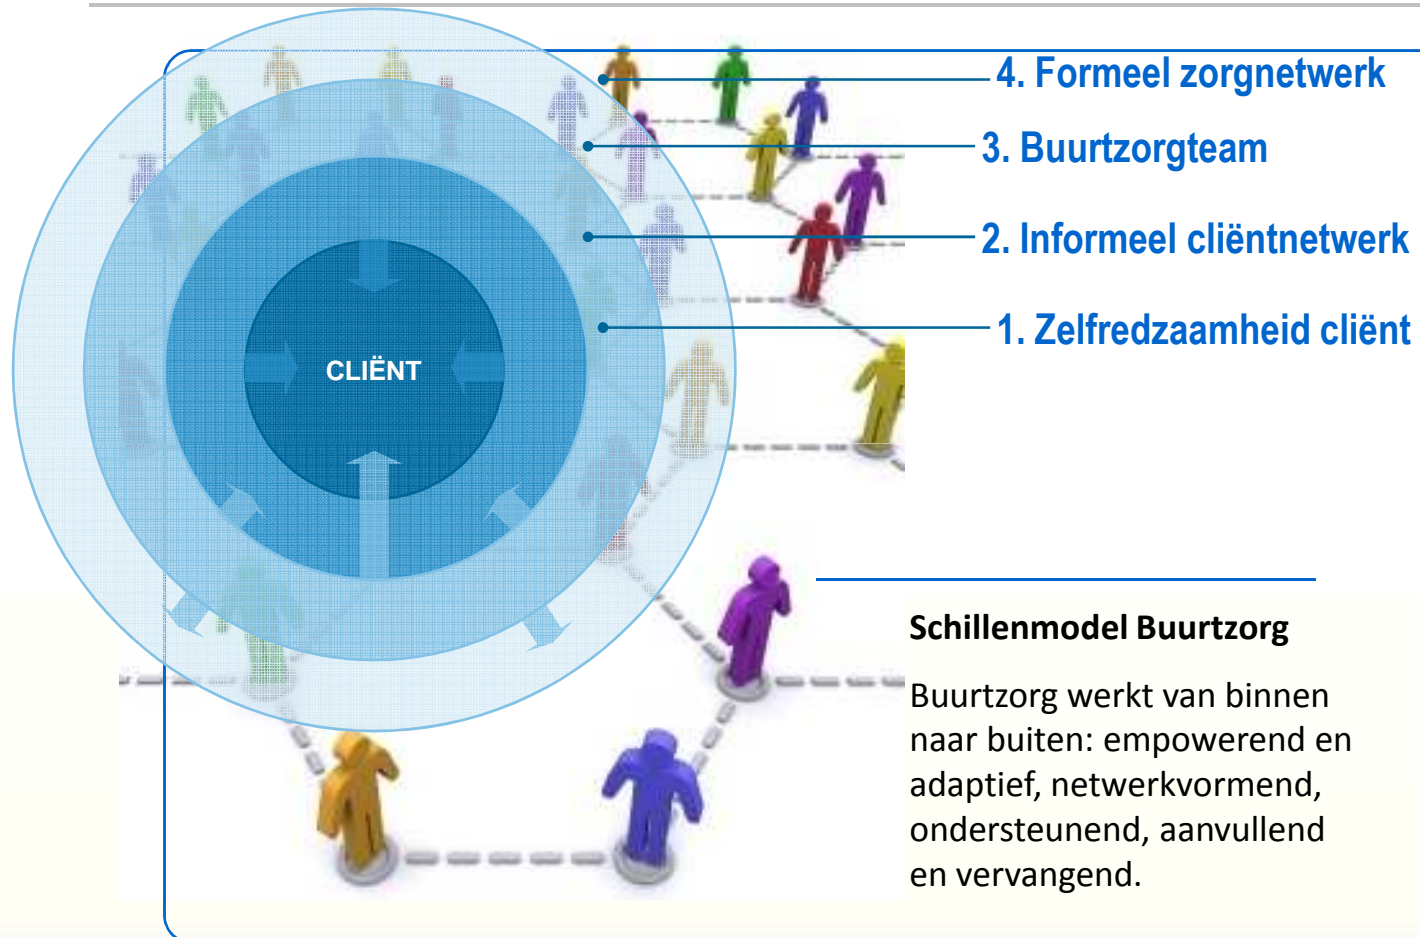 4. Formeel zorgnetwerk
3. Buurtzorgteam
2. Informeel cliëntnetwerk
1. Zelfredzaamheid cliënt
CLIËNT
Schillenmodel Buurtzorg
Buurtzorg werkt van binnen
naar buiten: empowerend en
adaptief, netwerkvormend,
ondersteunend, aanvullend
en vervangend.